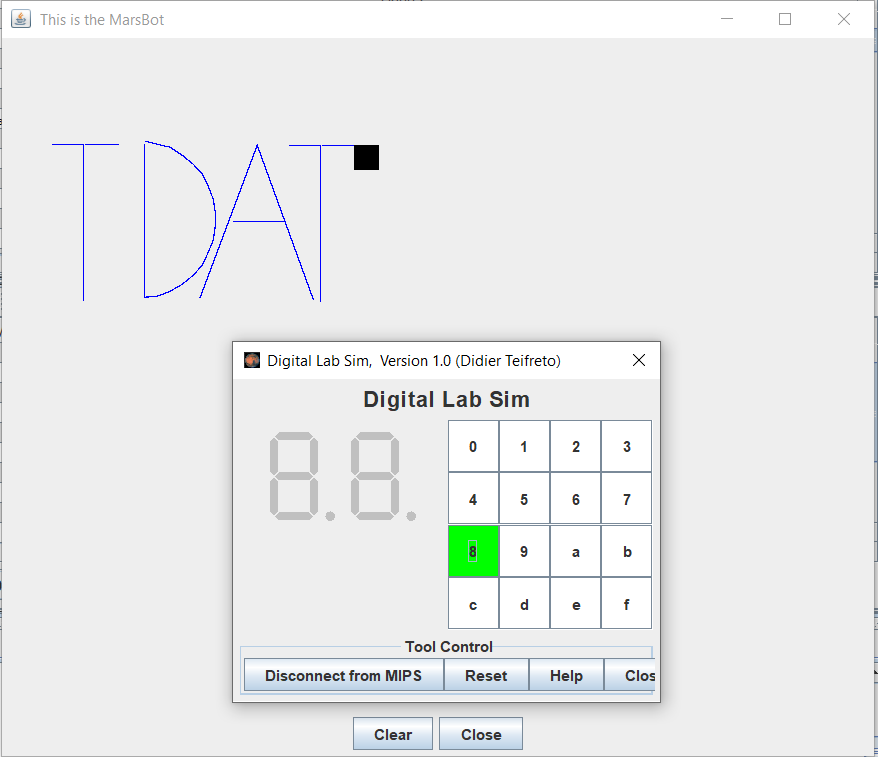 This is the MarsBot
TDAT
Digital Lab Sim, Version 1.0 (Didier Teifreto)
Digital Lab Sim
8.8.
0 1 2 3
4 5 6 7
8 9 a b
c d e f
Tool Control
Disconnect from MIPS Reset Help Clos
Clear Close